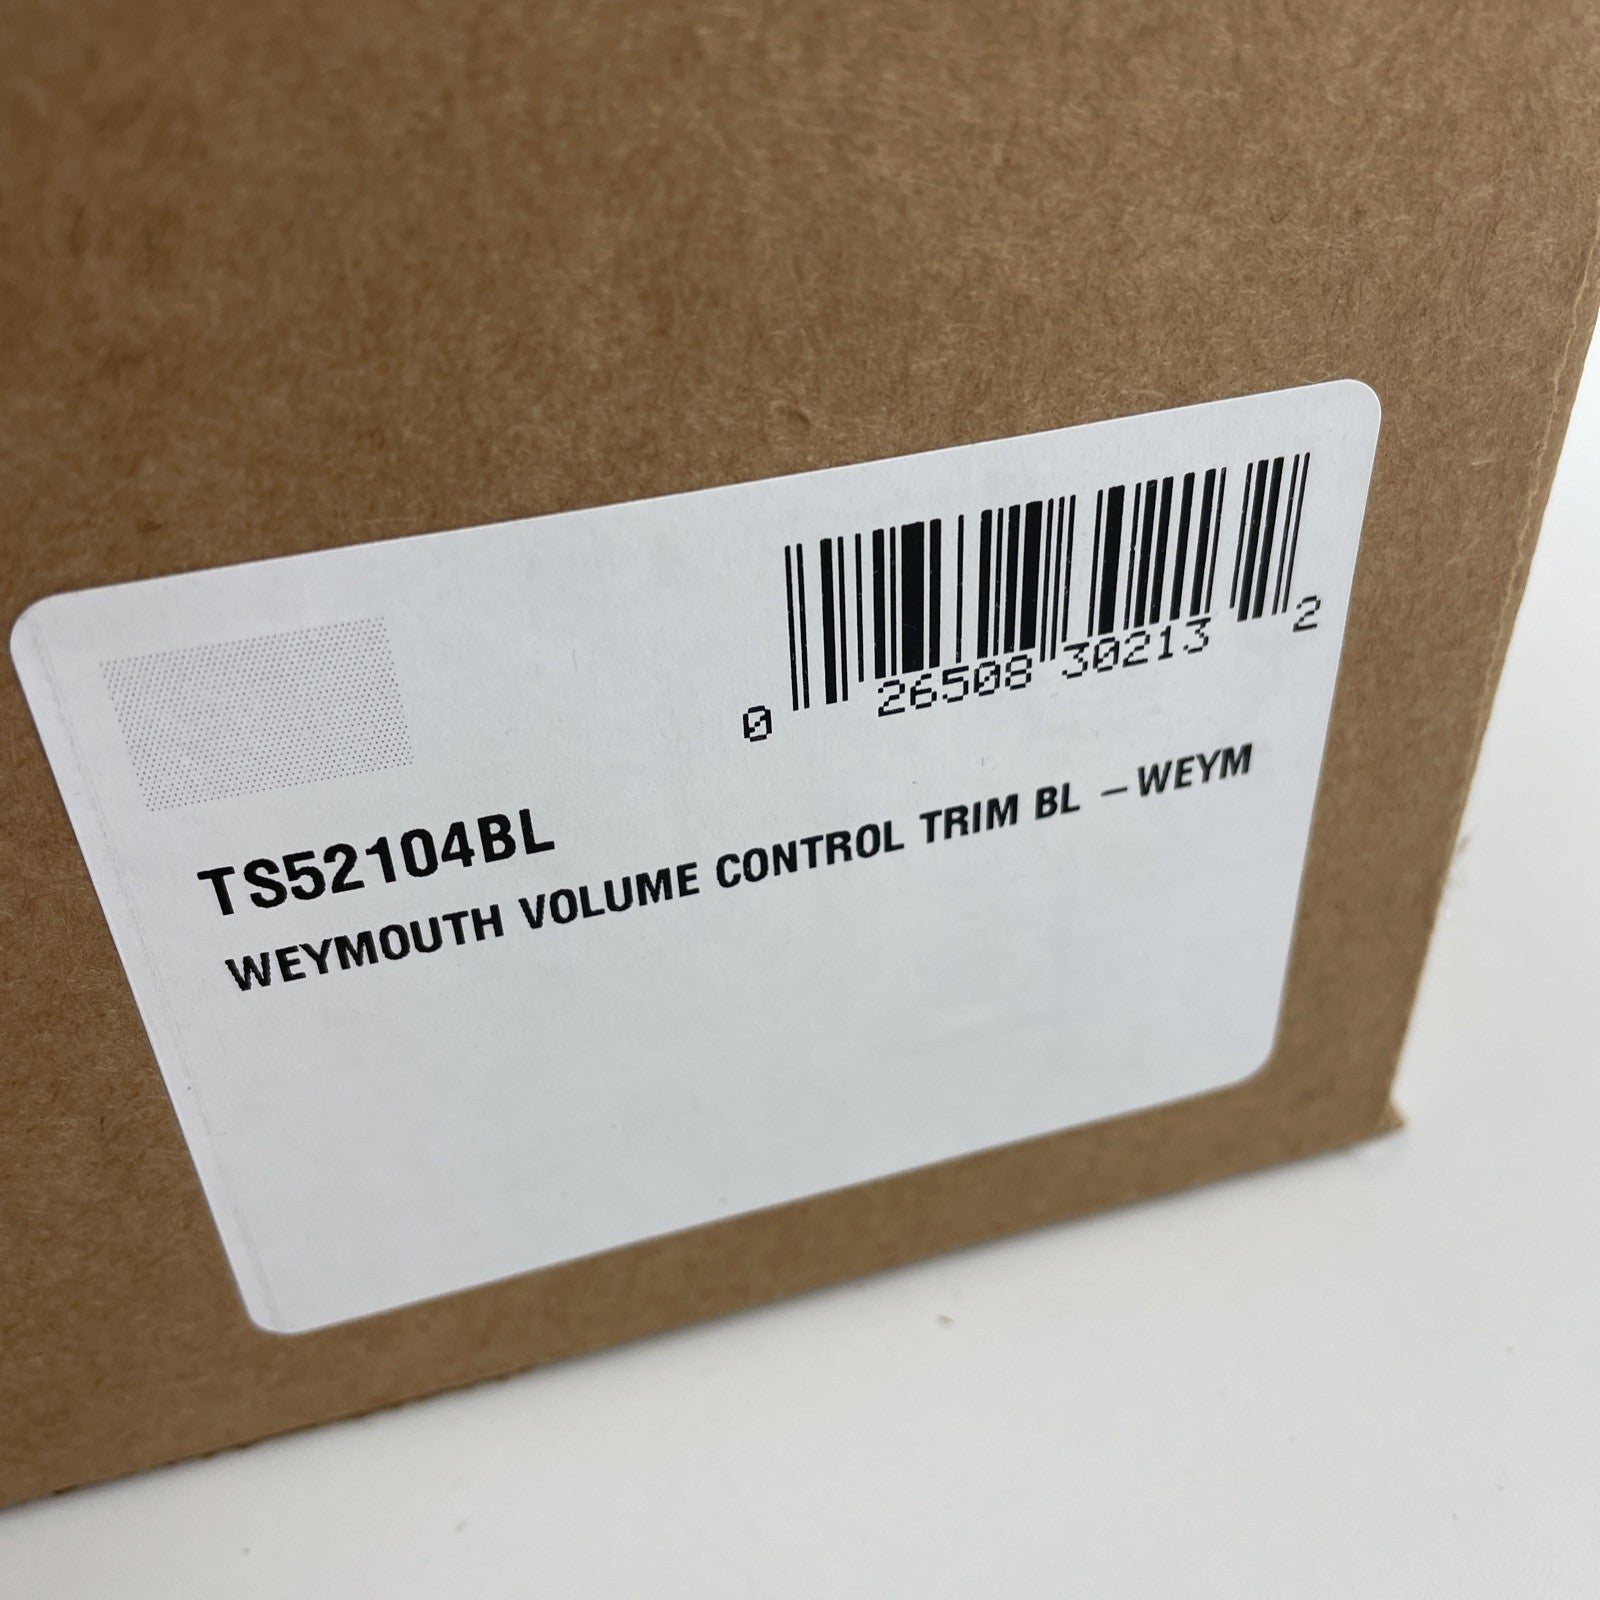 0 26508 30213 2
TS52104BL
WEYMOUTH VOLUME CONTROL TRIM BL –WEYM